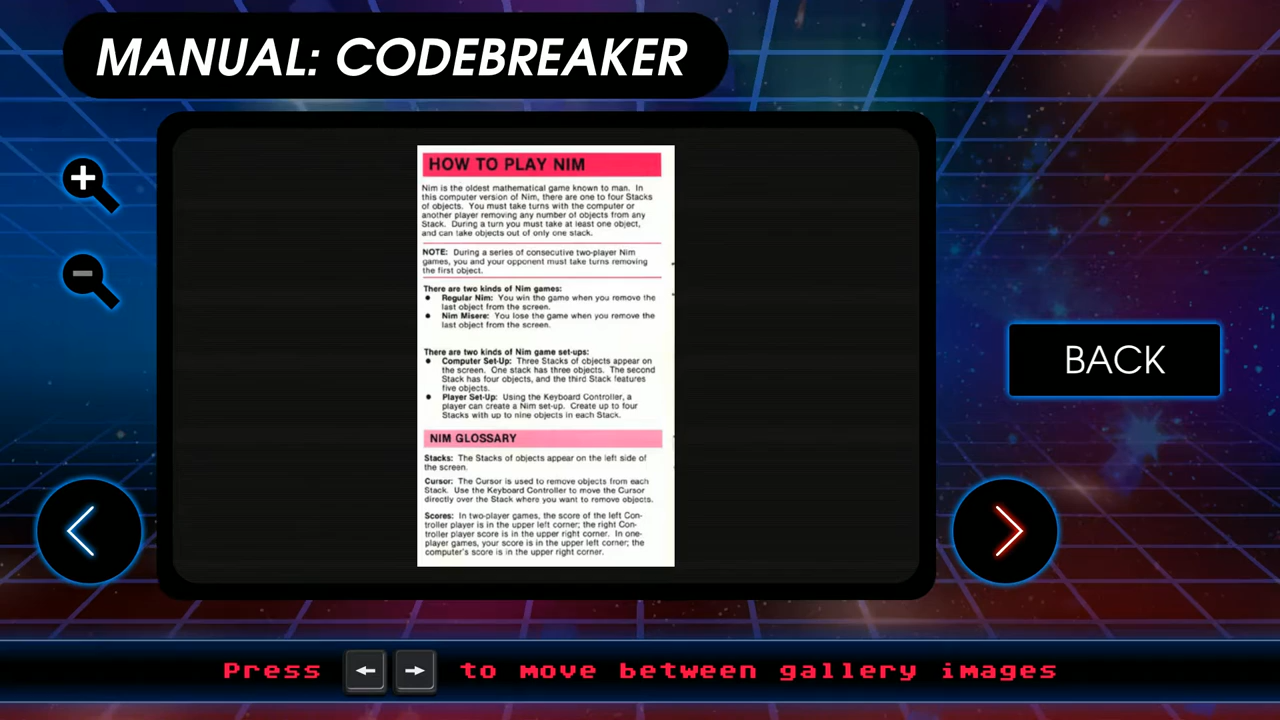 MANUAL: CODEBREAKER
HOW TO PLAY NIM
Nim is the oldest mathematical game known to man. In
this computer version of Nim, there are one to four Stacks
of objects. You must take turns with the computer or
another player removing any number of objects from any
Stack. During a turn you must take at least one object,
and can take objects out of only one stack.
NOTE: During a series of consecutive two-player Nim
games, you and your opponent must take turns removing
the first object.
There are two kinds of Nim games:
● Regular Nim: You win the game when you remove the
last object from the screen.
● Nim Misere: You lose the game when you remove the
last object from the screen.
There are two kinds of Nim game set-ups:
● Computer Set-Up: Three Stacks of objects appear on
the screen. One stack has three objects. The second
Stack has four objects, and the third Stack features
five objects.
● Player Set-Up: Using the Keyboard Controller, a
player can create a Nim set-up. Create up to four
Stacks with up to nine objects in each Stack.
NIM GLOSSARY
Stacks: The Stacks of objects appear on the left side of
the screen.
Cursor: The Cursor is used to remove objects from each
Stack. Use the Keyboard Controller to move the Cursor
directly over the Stack where you want to remove objects.
Scores: In two-player games, the score of the left Con-
troller player is in the upper left corner; the right Con-
troller player score is in the upper right corner. In one-
player games, your score is in the upper left corner; the
computer's score is in the upper right corner.
BACK
Press ← → to move between gallery images